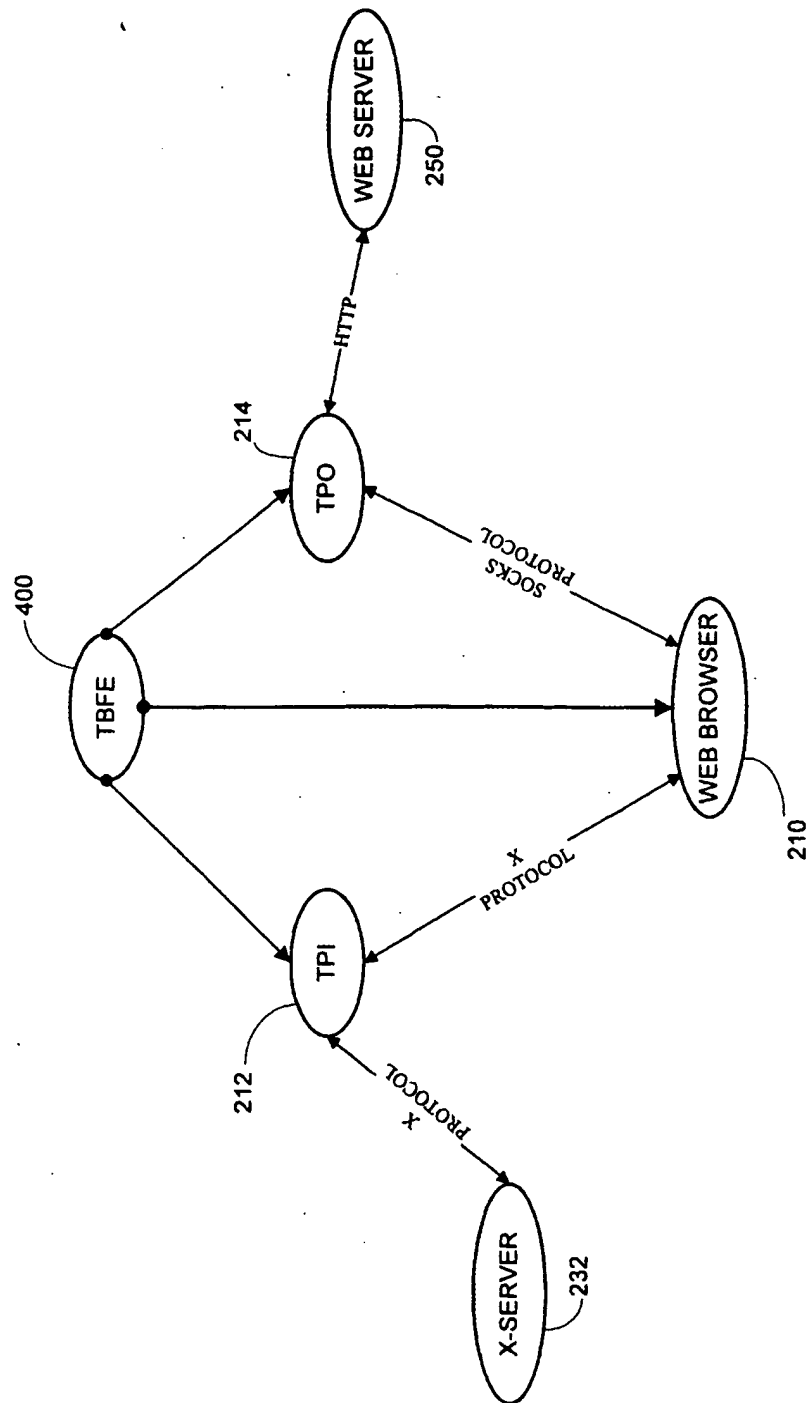 400
TBFE
212
TPI
214
TPO
HTTP
WEB SERVER
250
X
PROTOCOL
X
PROTOCOL
SOCKS
PROTOCOL
X-SERVER
232
WEB BROWSER
210